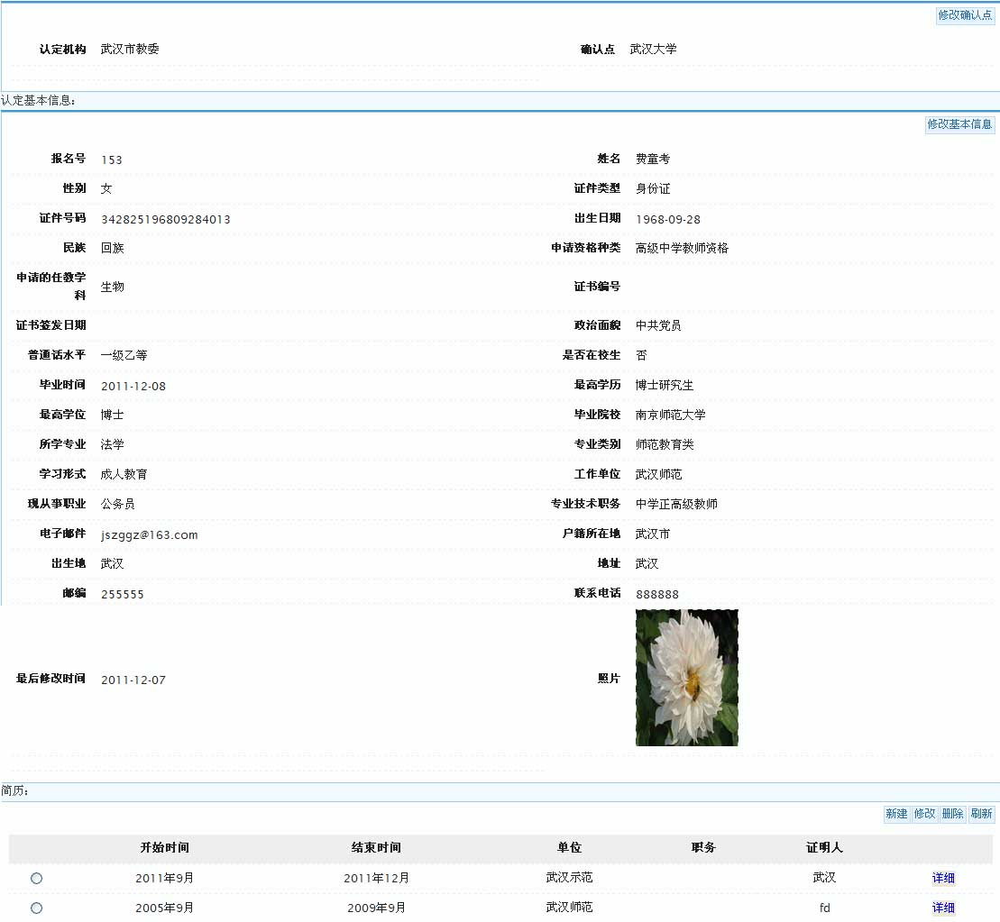 修改确认点
认定机构 武汉市教委 确认点 武汉大学
认定基本信息：
修改基本信息
报名号 153 姓名 费童考
性别 女 证件类型 身份证
证件号码 342825196809284013 出生日期 1968-09-28
民族 回族 申请资格种类 高级中学教师资格
申请的任教学
科 生物 证书编号
证书签发日期 政治面貌 中共党员
普通话水平 一级乙等 是否在校生 否
毕业时间 2011-12-08 最高学历 博士研究生
最高学位 博士 毕业院校 南京师范大学
所学专业 法学 专业类别 师范教育类
学习形式 成人教育 工作单位 武汉师范
现从事职业 公务员 专业技术职务 中学正高级教师
电子邮件 jszggz@163.com 户籍所在地 武汉市
出生地 武汉 地址 武汉
邮编 255555 联系电话 888888
最后修改时间 2011-12-07 照片
简历：
新建 修改 删除 刷新
开始时间 结束时间 单位 职务 证明人
2011年9月 2011年12月 武汉示范 武汉 详细
2005年9月 2009年9月 武汉师范 fd 详细